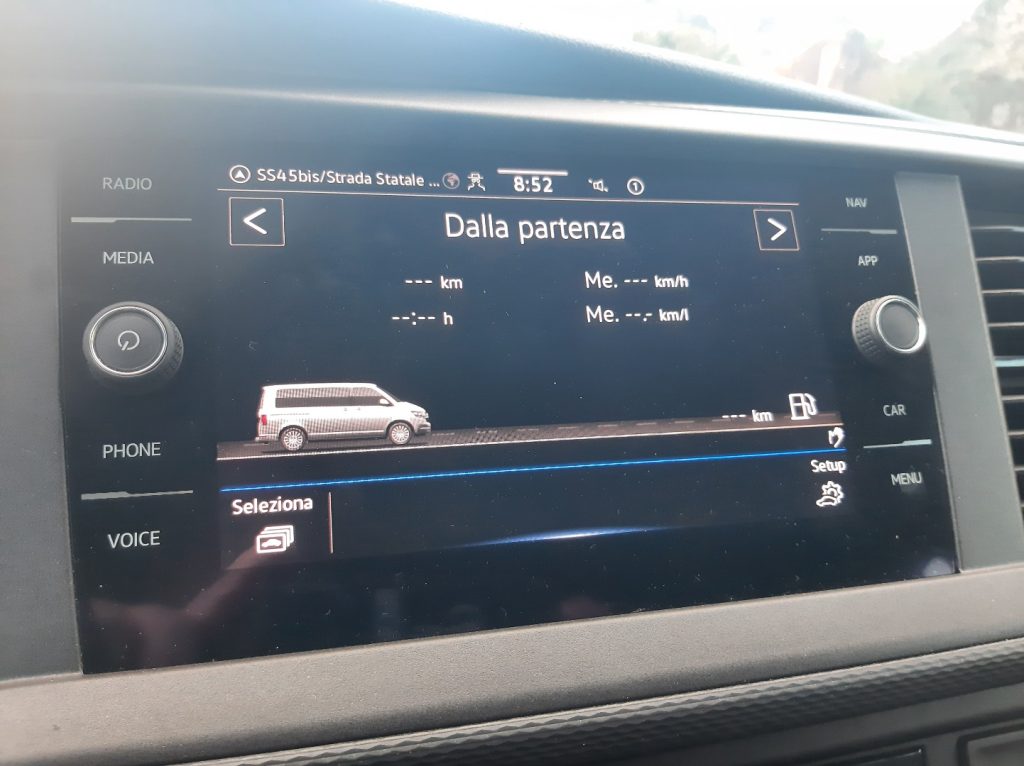 RADIO
MEDIA
PHONE
VOICE
SS45bis/Strada Statale ...
8:52
1
Dalla partenza
--- km
Me. --- km/h
--:-- h
Me. --.- km/l
--- km
Seleziona
Setup
NAV
APP
CAR
MENU